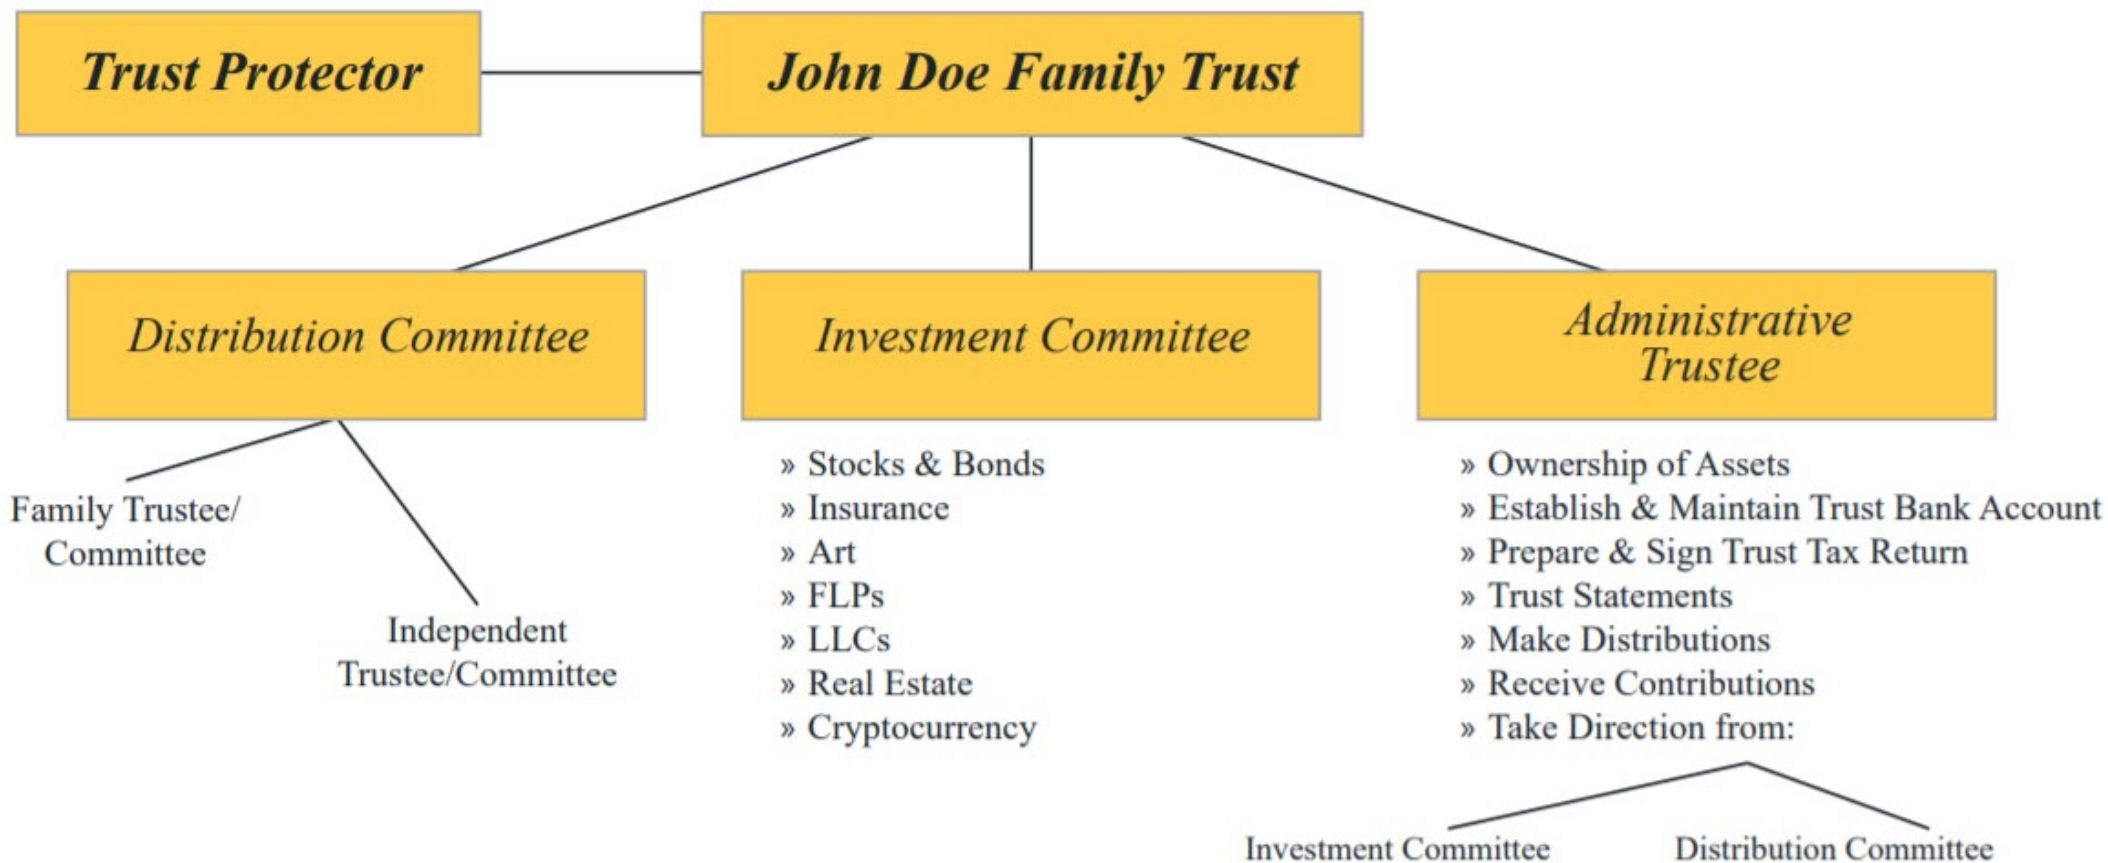 Trust Protector
John Doe Family Trust
Distribution Committee
Investment Committee
Administrative
Trustee
Family Trustee/
Committee
Independent
Trustee/Committee
» Stocks & Bonds
» Insurance
» Art
» FLPs
» LLCs
» Real Estate
» Cryptocurrency
» Ownership of Assets
» Establish & Maintain Trust Bank Account
» Prepare & Sign Trust Tax Return
» Trust Statements
» Make Distributions
» Receive Contributions
» Take Direction from:
Investment Committee
Distribution Committee